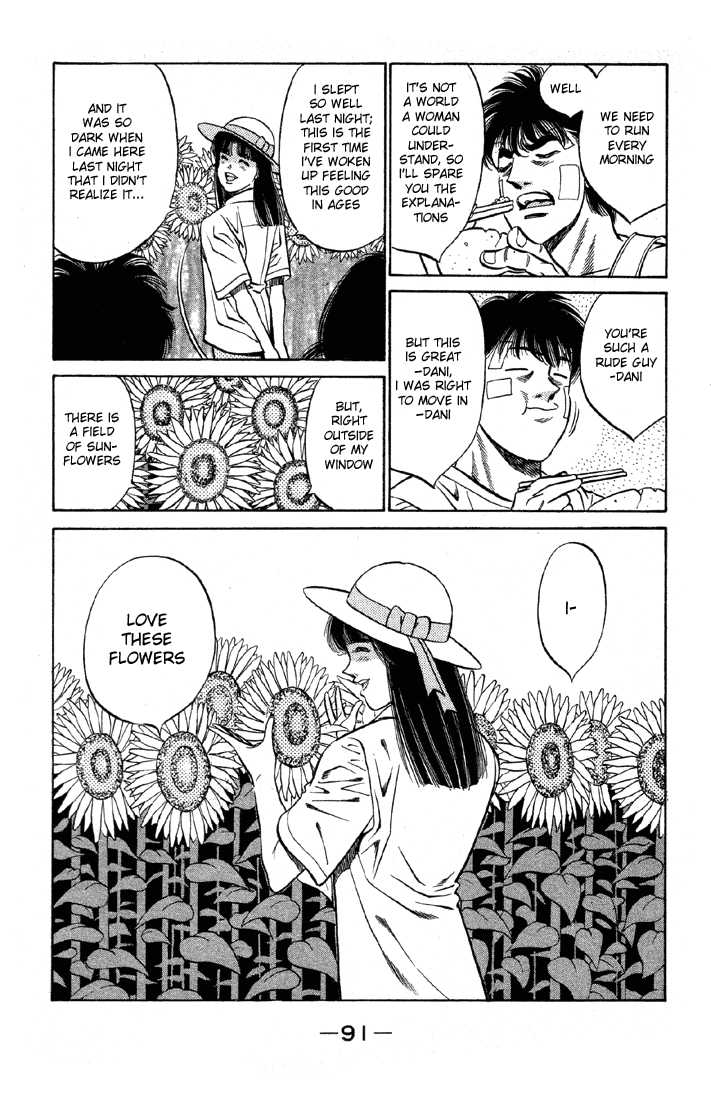 WE NEED
TO RUN
EVERY
MORNING
WELL
IT'S NOT
A WORLD
A WOMAN
COULD
UNDER-
STAND, SO
I'LL SPARE
YOU THE
EXPLANA-
TIONS
YOU'RE
SUCH A
RUDE GUY
-DANI
BUT THIS
IS GREAT
-DANI,
I WAS RIGHT
TO MOVE IN
-DANI
I SLEPT
SO WELL
LAST NIGHT;
THIS IS THE
FIRST TIME
I'VE WOKEN
UP FEELING
THIS GOOD
IN AGES
AND IT
WAS SO
DARK WHEN
I CAME HERE
LAST NIGHT
THAT I DIDN'T
REALIZE IT...
BUT,
RIGHT
OUTSIDE
OF MY
WINDOW
THERE IS
A FIELD
OF SUN-
FLOWERS
I-
LOVE
THESE
FLOWERS
—91—